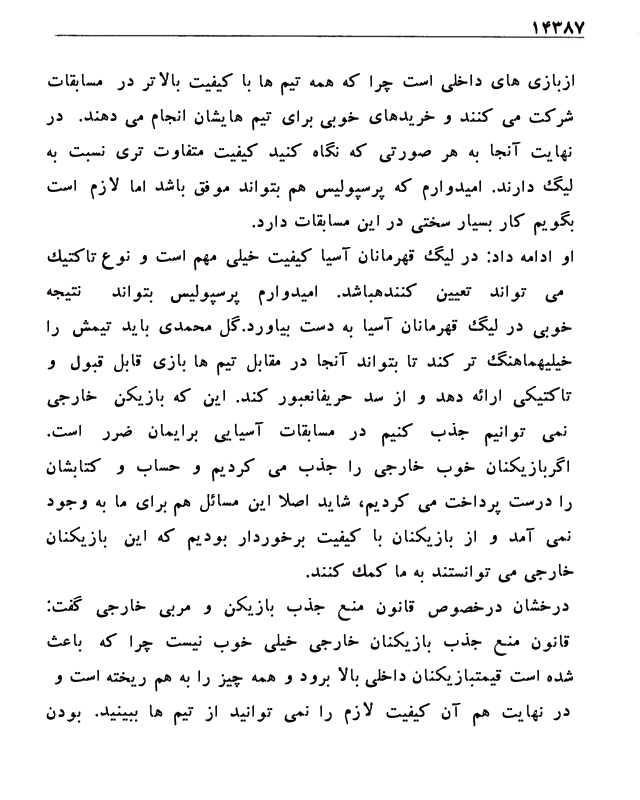 ۱۴۳۸۷
ازبازی های داخلی است چرا که همه تیم ها با کیفیت بالاتر در مسابقات
شرکت می کنند و خریدهای خوبی برای تیم هایشان انجام می دهند. در
نهایت آنجا به هر صورتی که نگاه کنید کیفیت متفاوت تری نسبت به
لیگ دارند. امیدوارم که پرسپولیس هم بتواند موفق باشد اما لازم است
بگویم کار بسیار سختی در این مسابقات دارد.
او ادامه داد: در لیگ قهرمانان آسیا کیفیت خیلی مهم است و نوع تاکتیك
می تواند تعیین کنندهباشد. امیدوارم پرسپولیس بتواند نتیجه
خوبی در لیگ قهرمانان آسیا به دست بیاورد.گل محمدی باید تیمش را
خیلیهماهنگ تر کند تا بتواند آنجا در مقابل تیم ها بازی قابل قبول و
تاکتیکی ارائه دهد و از سد حریفانعبور کند. این که بازیکن خارجی
نمی توانیم جذب کنیم در مسابقات آسیایی برایمان ضرر است.
اگربازیکنان خوب خارجی را جذب می کردیم و حساب و کتابشان
را درست پرداخت می کردیم، شاید اصلا این مسائل هم برای ما به وجود
نمی آمد و از بازیکنان با کیفیت برخوردار بودیم که این بازیکنان
خارجی می توانستند به ما کمك کنند.
درخشان درخصوص قانون منع جذب بازیکن و مربی خارجی گفت:
قانون منع جذب بازیکنان خارجی خیلی خوب نیست چرا که باعث
شده است قیمتبازیکنان داخلی بالا برود و همه چیز را به هم ریخته است و
در نهایت هم آن کیفیت لازم را نمی توانید از تیم ها ببینید. بودن